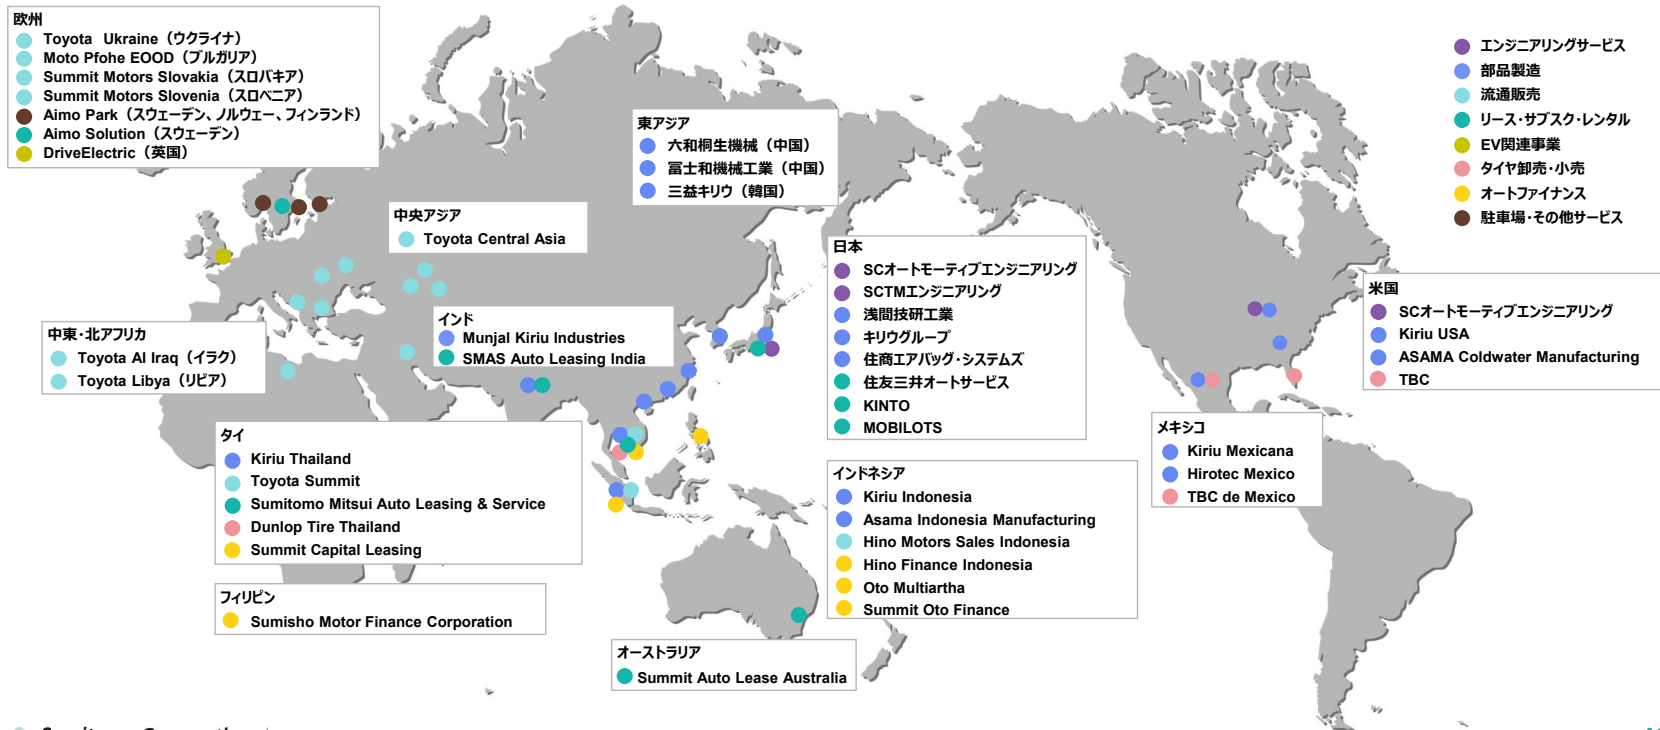 欧州
Toyota Ukraine（ウクライナ）
Moto Pfohe EOOD（ブルガリア）
Summit Motors Slovakia（スロバキア）
Summit Motors Slovenia（スロベニア）
Aimo Park（スウェーデン、ノルウェー、フィンランド）
Aimo Solution（スウェーデン）
DriveElectric（英国）
東アジア
六和桐生機械（中国）
冨士和機械工業（中国）
三益キリウ（韓国）
エンジニアリングサービス
部品製造
流通販売
リース・サブスク・レンタル
EV関連事業
タイヤ卸売・小売
オートファイナンス
駐車場・その他サービス
中央アジア
Toyota Central Asia
日本
SCオートモーティブエンジニアリング
SCTMエンジニアリング
浅間技研工業
キリウグループ
住商エアバッグ・システムズ
住友三井オートサービス
KINTO
MOBILOTS
米国
SCオートモーティブエンジニアリング
Kiriu USA
ASAMA Coldwater Manufacturing
TBC
インド
Munjal Kiriu Industries
SMAS Auto Leasing India
中東・北アフリカ
Toyota Al Iraq（イラク）
Toyota Libya（リビア）
タイ
Kiriu Thailand
Toyota Summit
Sumitomo Mitsui Auto Leasing & Service
Dunlop Tire Thailand
Summit Capital Leasing
メキシコ
Kiriu Mexicana
Hirotec Mexico
TBC de Mexico
インドネシア
Kiriu Indonesia
Asama Indonesia Manufacturing
Hino Motors Sales Indonesia
Hino Finance Indonesia
Oto Multiartha
Summit Oto Finance
フィリピン
Sumisho Motor Finance Corporation
オーストラリア
Summit Auto Lease Australia